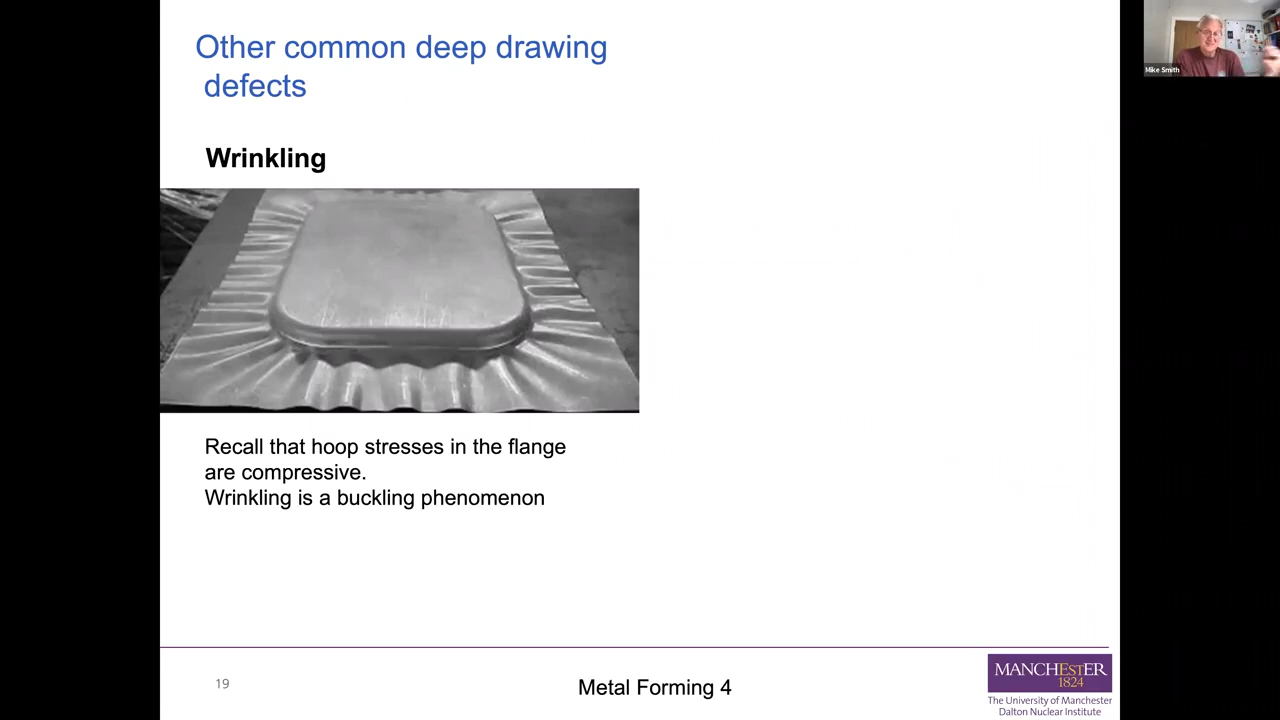 Other common deep drawing
defects
Mike Smith
Wrinkling
Recall that hoop stresses in the flange
are compressive.
Wrinkling is a buckling phenomenon
19
Metal Forming 4
MANCHESTER
1824
The University of Manchester
Dalton Nuclear Institute